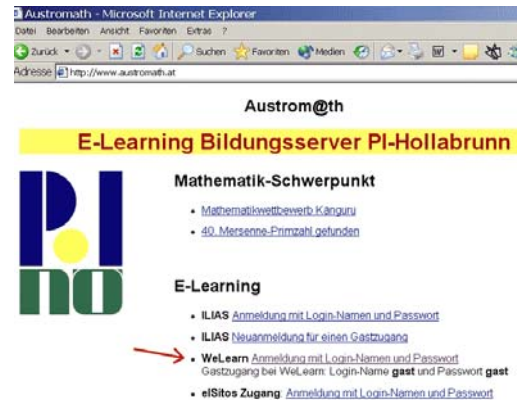 Austromath - Microsoft Internet Explorer
Datei Bearbeiten Ansicht Favoriten Extras ?
Zurück Suchen Favoriten Medien
Adresse http://www.austromath.at
Austrom@th
E-Learning Bildungsserver PI-Hollabrunn
P.I
no
Mathematik-Schwerpunkt
• Mathematikwettbewerb Känguru
• 40. Mersenne-Primzahl gefunden
E-Learning
• ILIAS Anmeldung mit Login-Namen und Passwort
• ILIAS Neuanmeldung für einen Gastzugang
• WeLearn Anmeldung mit Login-Namen und Passwort
Gastzugang bei WeLearn: Login-Name gast und Passwort gast
• elSitos Zugang: Anmeldung mit Login-Namen und Passwort